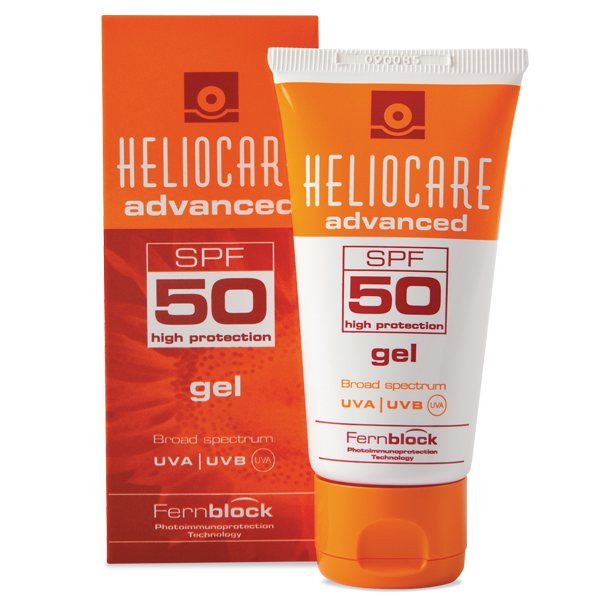 HELIOCARE
advanced
SPF
50
high protection
gel
Broad spectrum
UVA | UVB UVA
Fernblock
Photoimmunoprotection
Technology
090085
HELIOCARE
advanced
SPF
50
high protection
gel
Broad spectrum
UVA | UVB UVA
Fernblock
Photoimmunoprotection
Technology